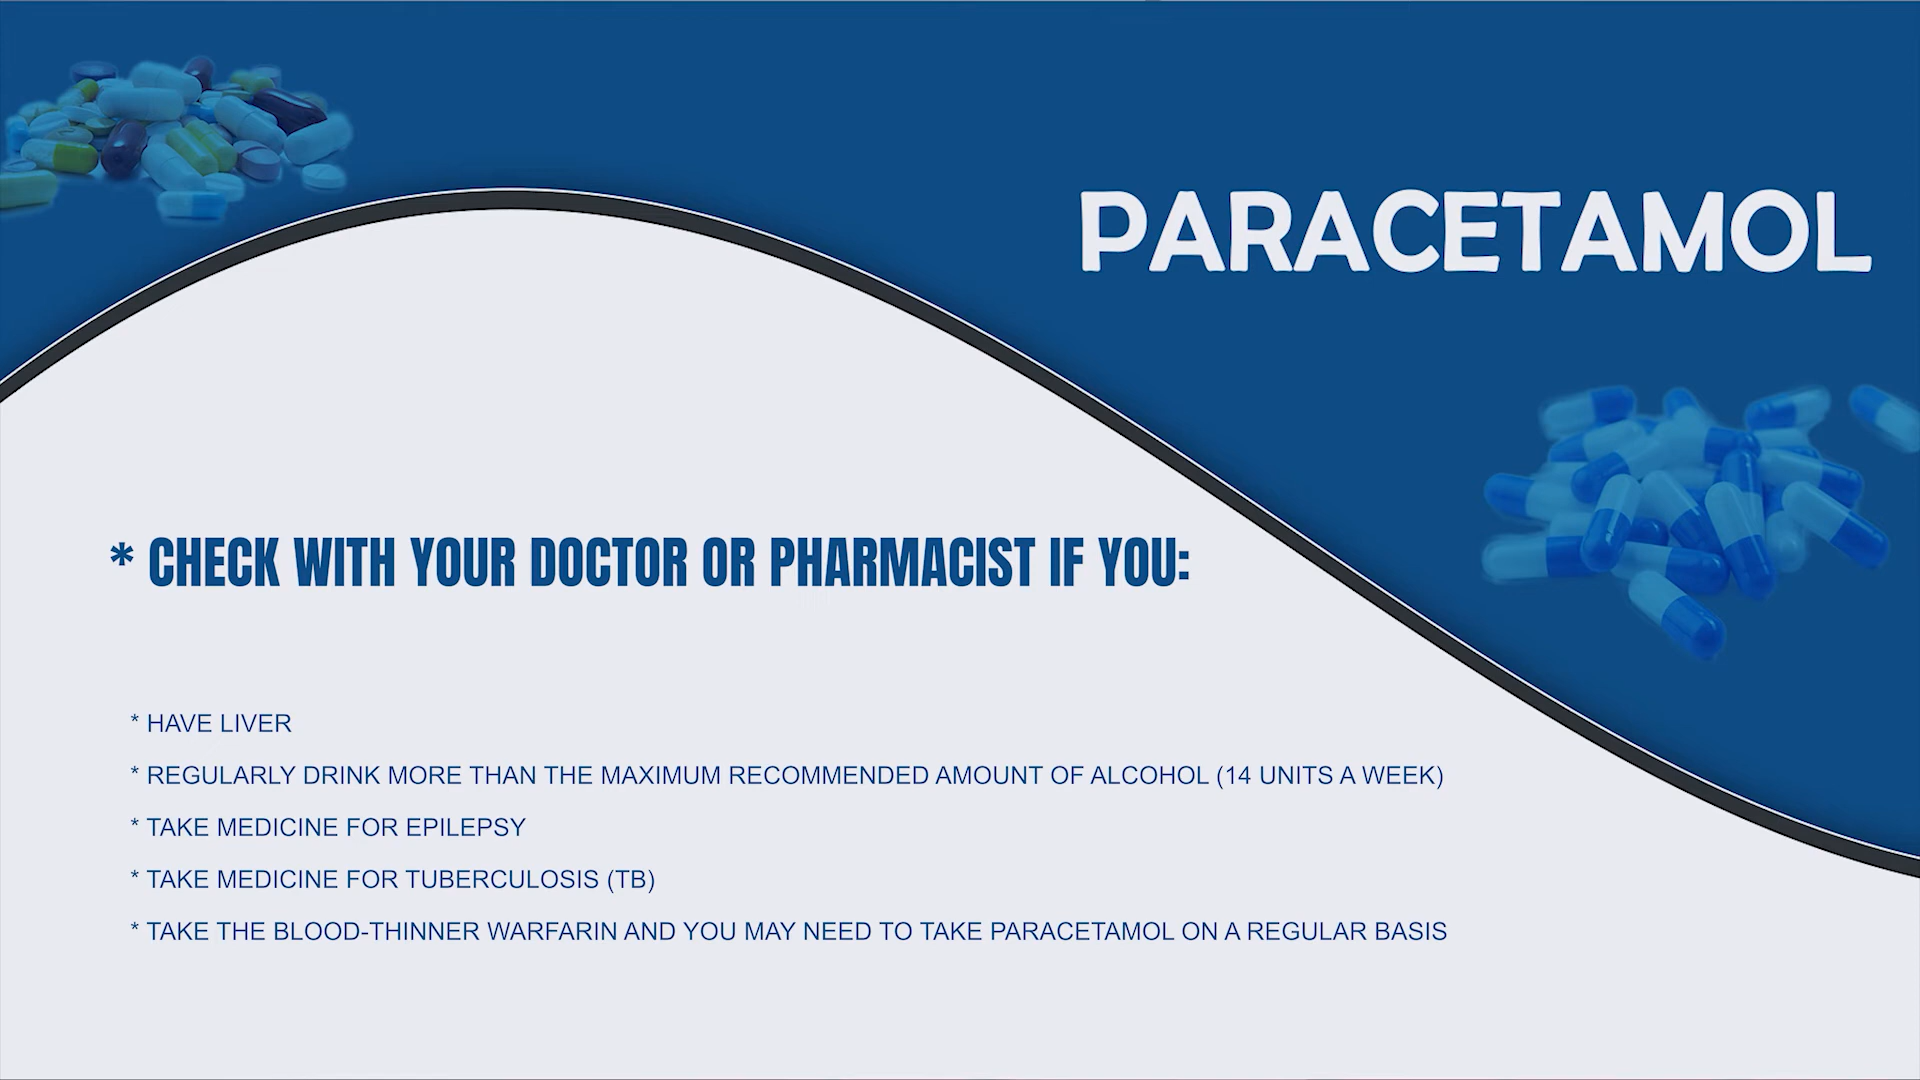 PARACETAMOL
* CHECK WITH YOUR DOCTOR OR PHARMACIST IF YOU:
* HAVE LIVER
* REGULARLY DRINK MORE THAN THE MAXIMUM RECOMMENDED AMOUNT OF ALCOHOL (14 UNITS A WEEK)
* TAKE MEDICINE FOR EPILEPSY
* TAKE MEDICINE FOR TUBERCULOSIS (TB)
* TAKE THE BLOOD-THINNER WARFARIN AND YOU MAY NEED TO TAKE PARACETAMOL ON A REGULAR BASIS